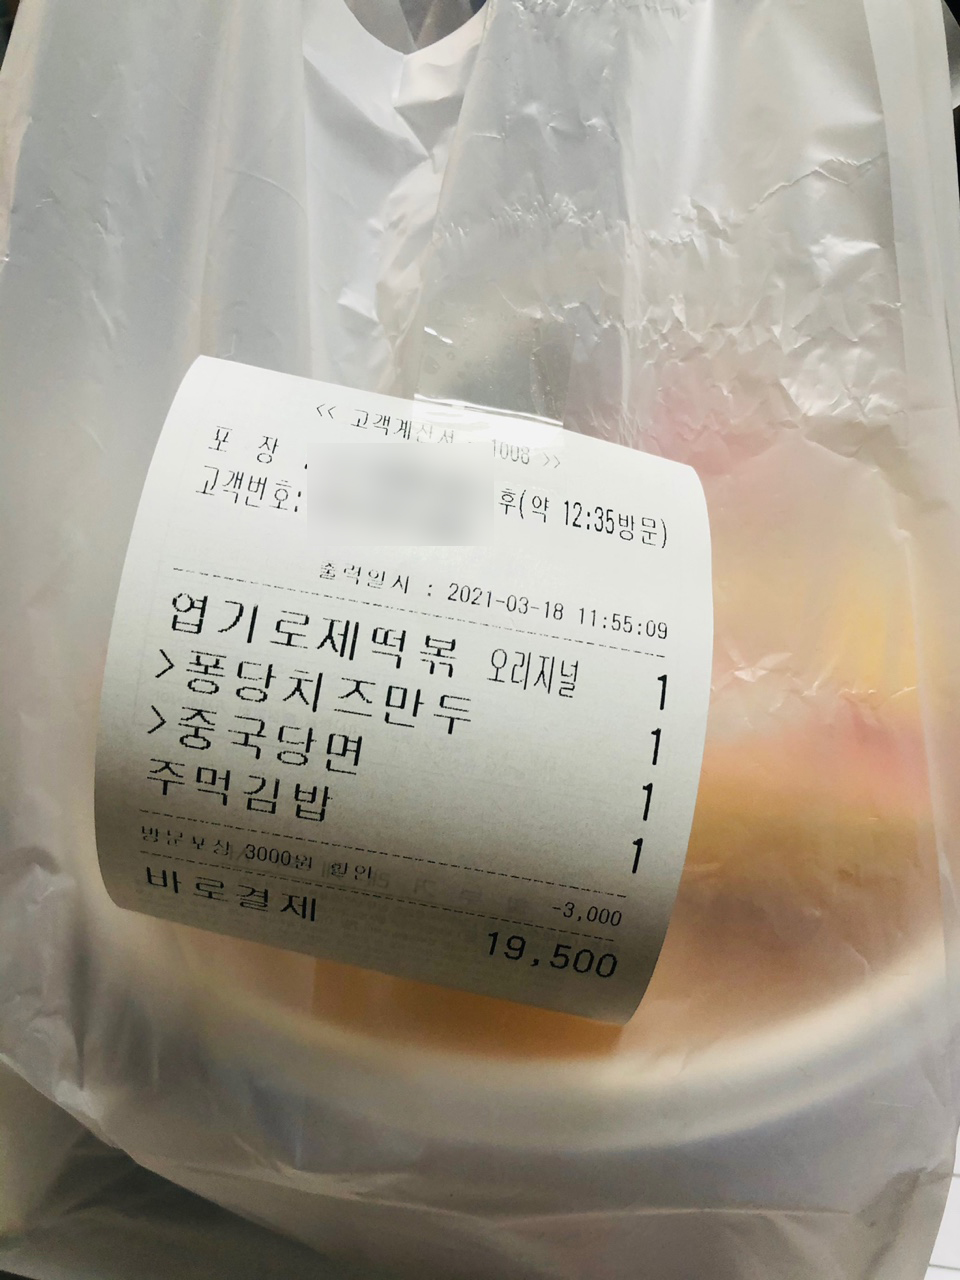 << 고객계산서 - 1008 >>
포 장
고객번호: 후(약 12:35방문)
출력일시 : 2021-03-18 11:55:09
엽기로제떡볶 오리지널 1
>퐁당치즈만두 1
>중국당면 1
주먹김밥 1
방문포장 3000원 할인 -3,000
바로결제 19,500